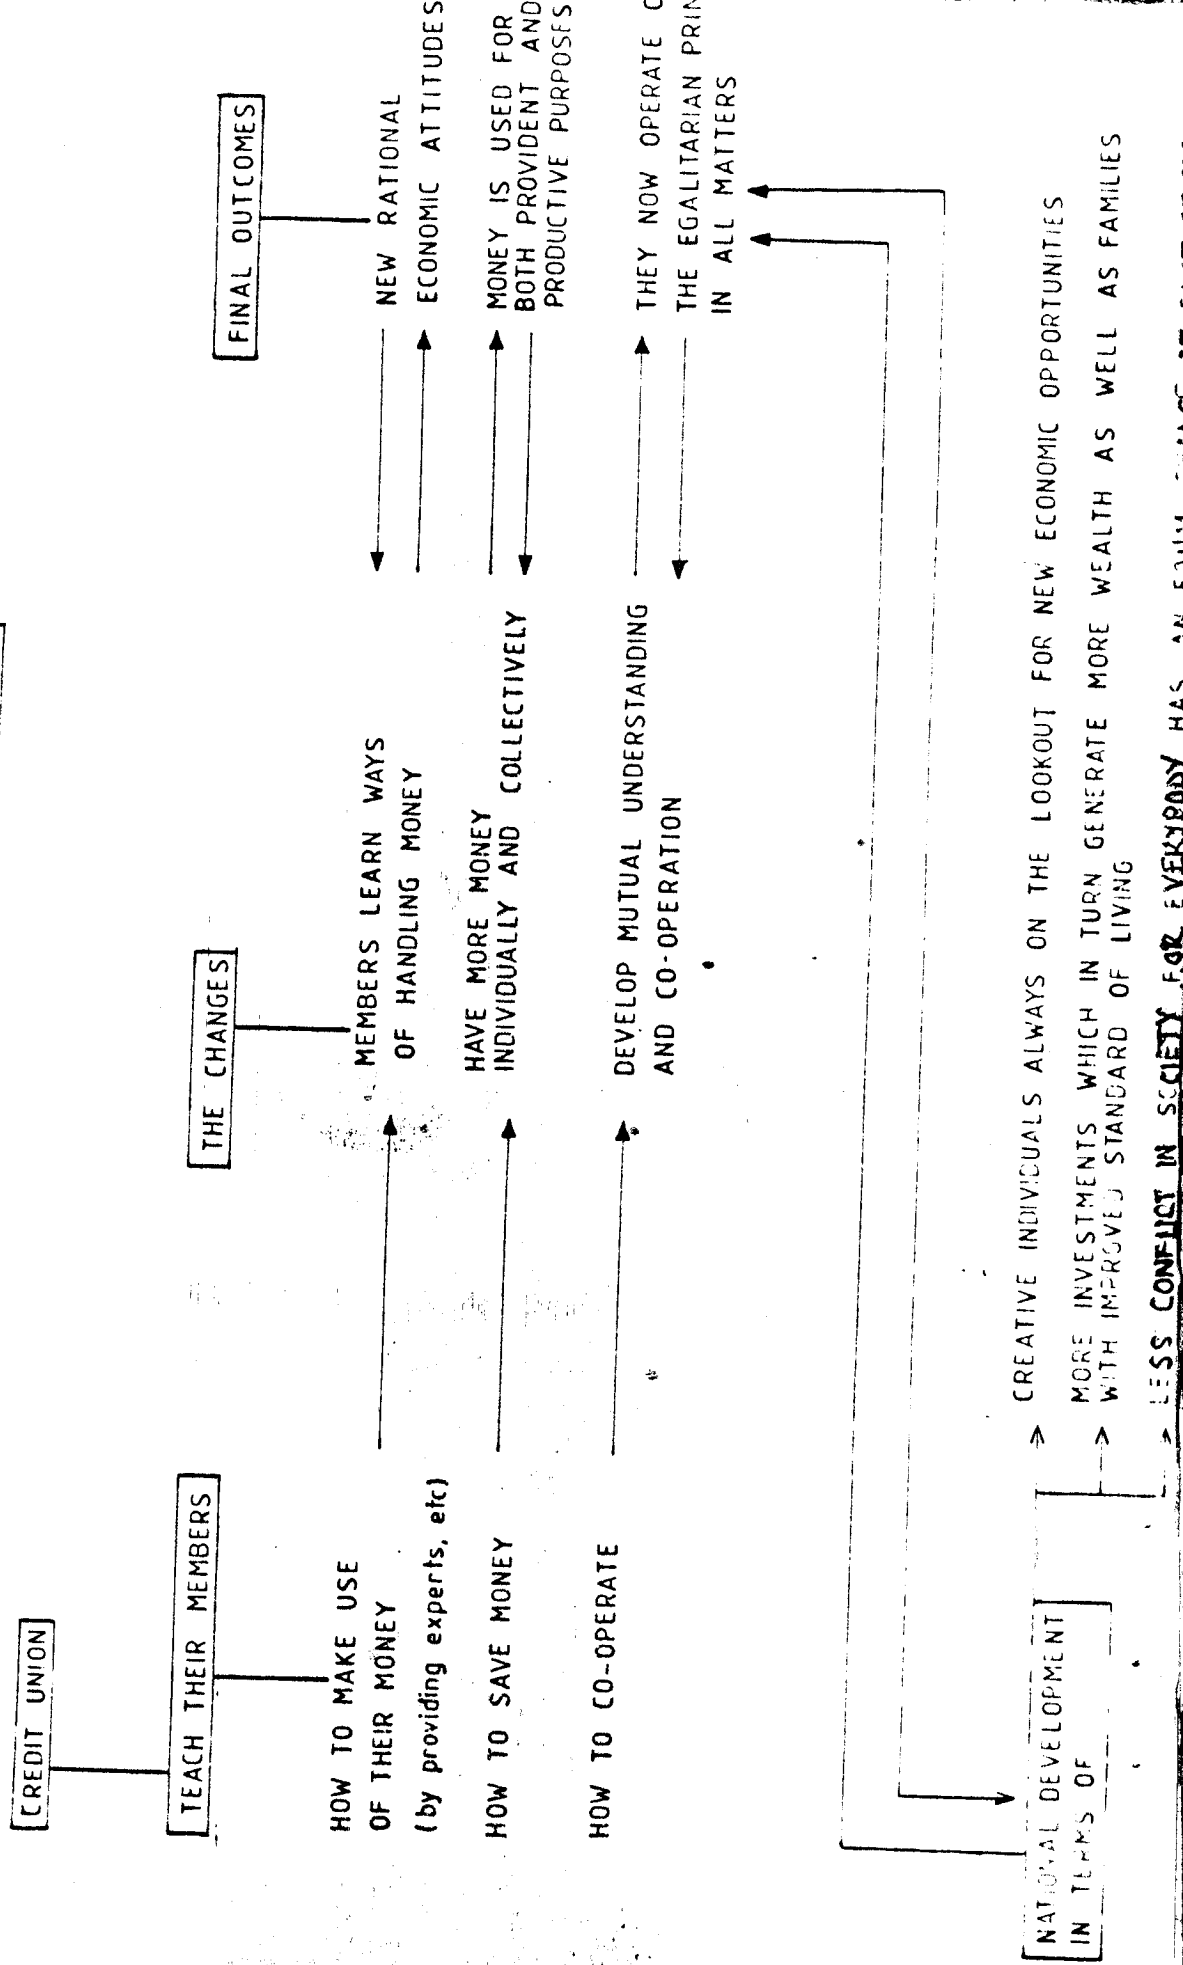 CREDIT UNION
TEACH THEIR MEMBERS
HOW TO MAKE USE
OF THEIR MONEY
(by providing experts, etc)
HOW TO SAVE MONEY
HOW TO CO-OPERATE
THE CHANGES
MEMBERS LEARN WAYS
OF HANDLING MONEY
HAVE MORE MONEY
INDIVIDUALLY AND COLLECTIVELY
DEVELOP MUTUAL UNDERSTANDING
AND CO-OPERATION
FINAL OUTCOMES
NEW RATIONAL
ECONOMIC ATTITUDES
MONEY IS USED FOR
BOTH PROVIDENT AND
PRODUCTIVE PURPOSES
THEY NOW OPERATE
THE EGALITARIAN
IN ALL MATTERS
NATIONAL DEVELOPMENT
IN TERMS OF
CREATIVE INDIVIDUALS ALWAYS ON THE LOOKOUT FOR NEW ECONOMIC OPPORTUNITIES
MORE INVESTMENTS WHICH IN TURN GENERATE MORE WEALTH AS WELL AS FAMILIES
WITH IMPROVED STANDARD OF LIVING
LESS CONFLICT IN SOCIETY FOR EVERYBODY HAS AN